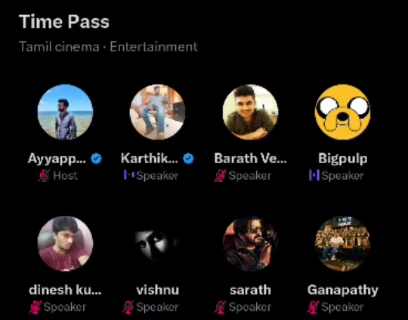 Time Pass
Tamil cinema · Entertainment
Ayyapp... Karthik... Barath Ve... Bigpulp
Host Speaker Speaker Speaker
dinesh ku... vishnu sarath Ganapathy
Speaker Speaker Speaker Speaker